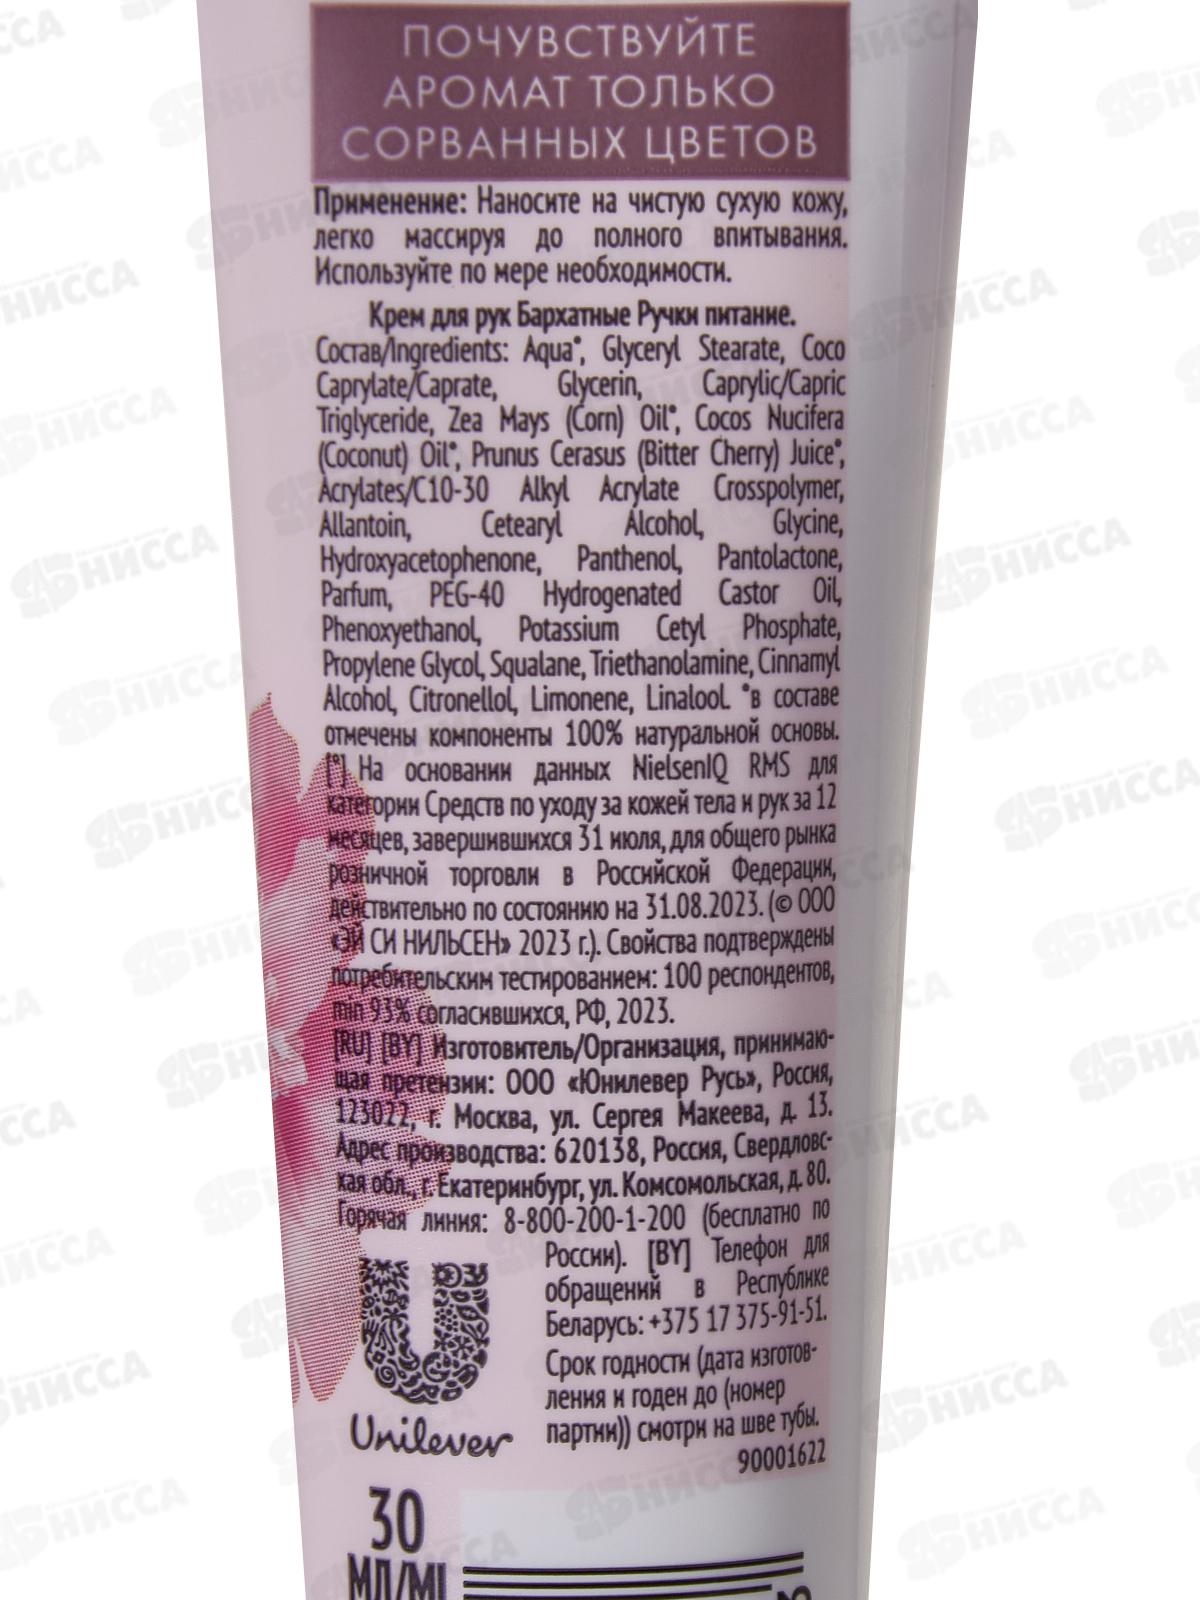 ПОЧУВСТВУЙТЕ
АРОМАТ ТОЛЬКО
СОРВАННЫХ ЦВЕТОВ
Применение: Наносите на чистую сухую кожу,
легко массируя до полного впитывания.
Используйте по мере необходимости.
Крем для рук Бархатные Ручки питание.
Состав/Ingredients: Aqua*, Glyceryl Stearate, Coco
Caprylate/Caprate, Glycerin, Caprylic/Capric
Triglyceride, Zea Mays (Corn) Oil*, Cocos Nucifera
(Coconut) Oil*, Prunus Cerasus (Bitter Cherry) Juice*,
Acrylates/C10-30 Alkyl Acrylate Crosspolymer,
Allantoin, Cetearyl Alcohol, Glycine,
Hydroxyacetophenone, Panthenol, Pantolactone,
Parfum, PEG-40 Hydrogenated Castor Oil,
Phenoxyethanol, Potassium Cetyl Phosphate,
Propylene Glycol, Squalane, Triethanolamine, Cinnamyl
Alcohol, Citronellol, Limonene, Linalool. *в составе
отмечены компоненты 100% натуральной основы.
[°] На основании данных NielsenIQ RMS для
категории Средств по уходу за кожей тела и рук за 12
месяцев, завершившихся 31 июля, для общего рынка
розничной торговли в Российской Федерации,
действительно по состоянию на 31.08.2023. (© ООО
«ЭЙ СИ НИЛЬСЕН» 2023 г.). Свойства подтверждены
потребительским тестированием: 100 респондентов,
min 93% согласившихся, РФ, 2023.
[RU] [BY] Изготовитель/Организация, принимаю-
щая претензии: ООО «Юнилевер Русь», Россия,
123022, г. Москва, ул. Сергея Макеева, д. 13.
Адрес производства: 620138, Россия, Свердловс-
кая обл., г. Екатеринбург, ул. Комсомольская, д. 80.
Горячая линия: 8-800-200-1-200 (бесплатно по
России). [BY] Телефон для
обращений в Республике
Беларусь: +375 17 375-91-51.
Срок годности (дата изготов-
ления и годен до (номер
партии)) смотри на шве тубы.
90001622
Unilever
30
МЛ/ML